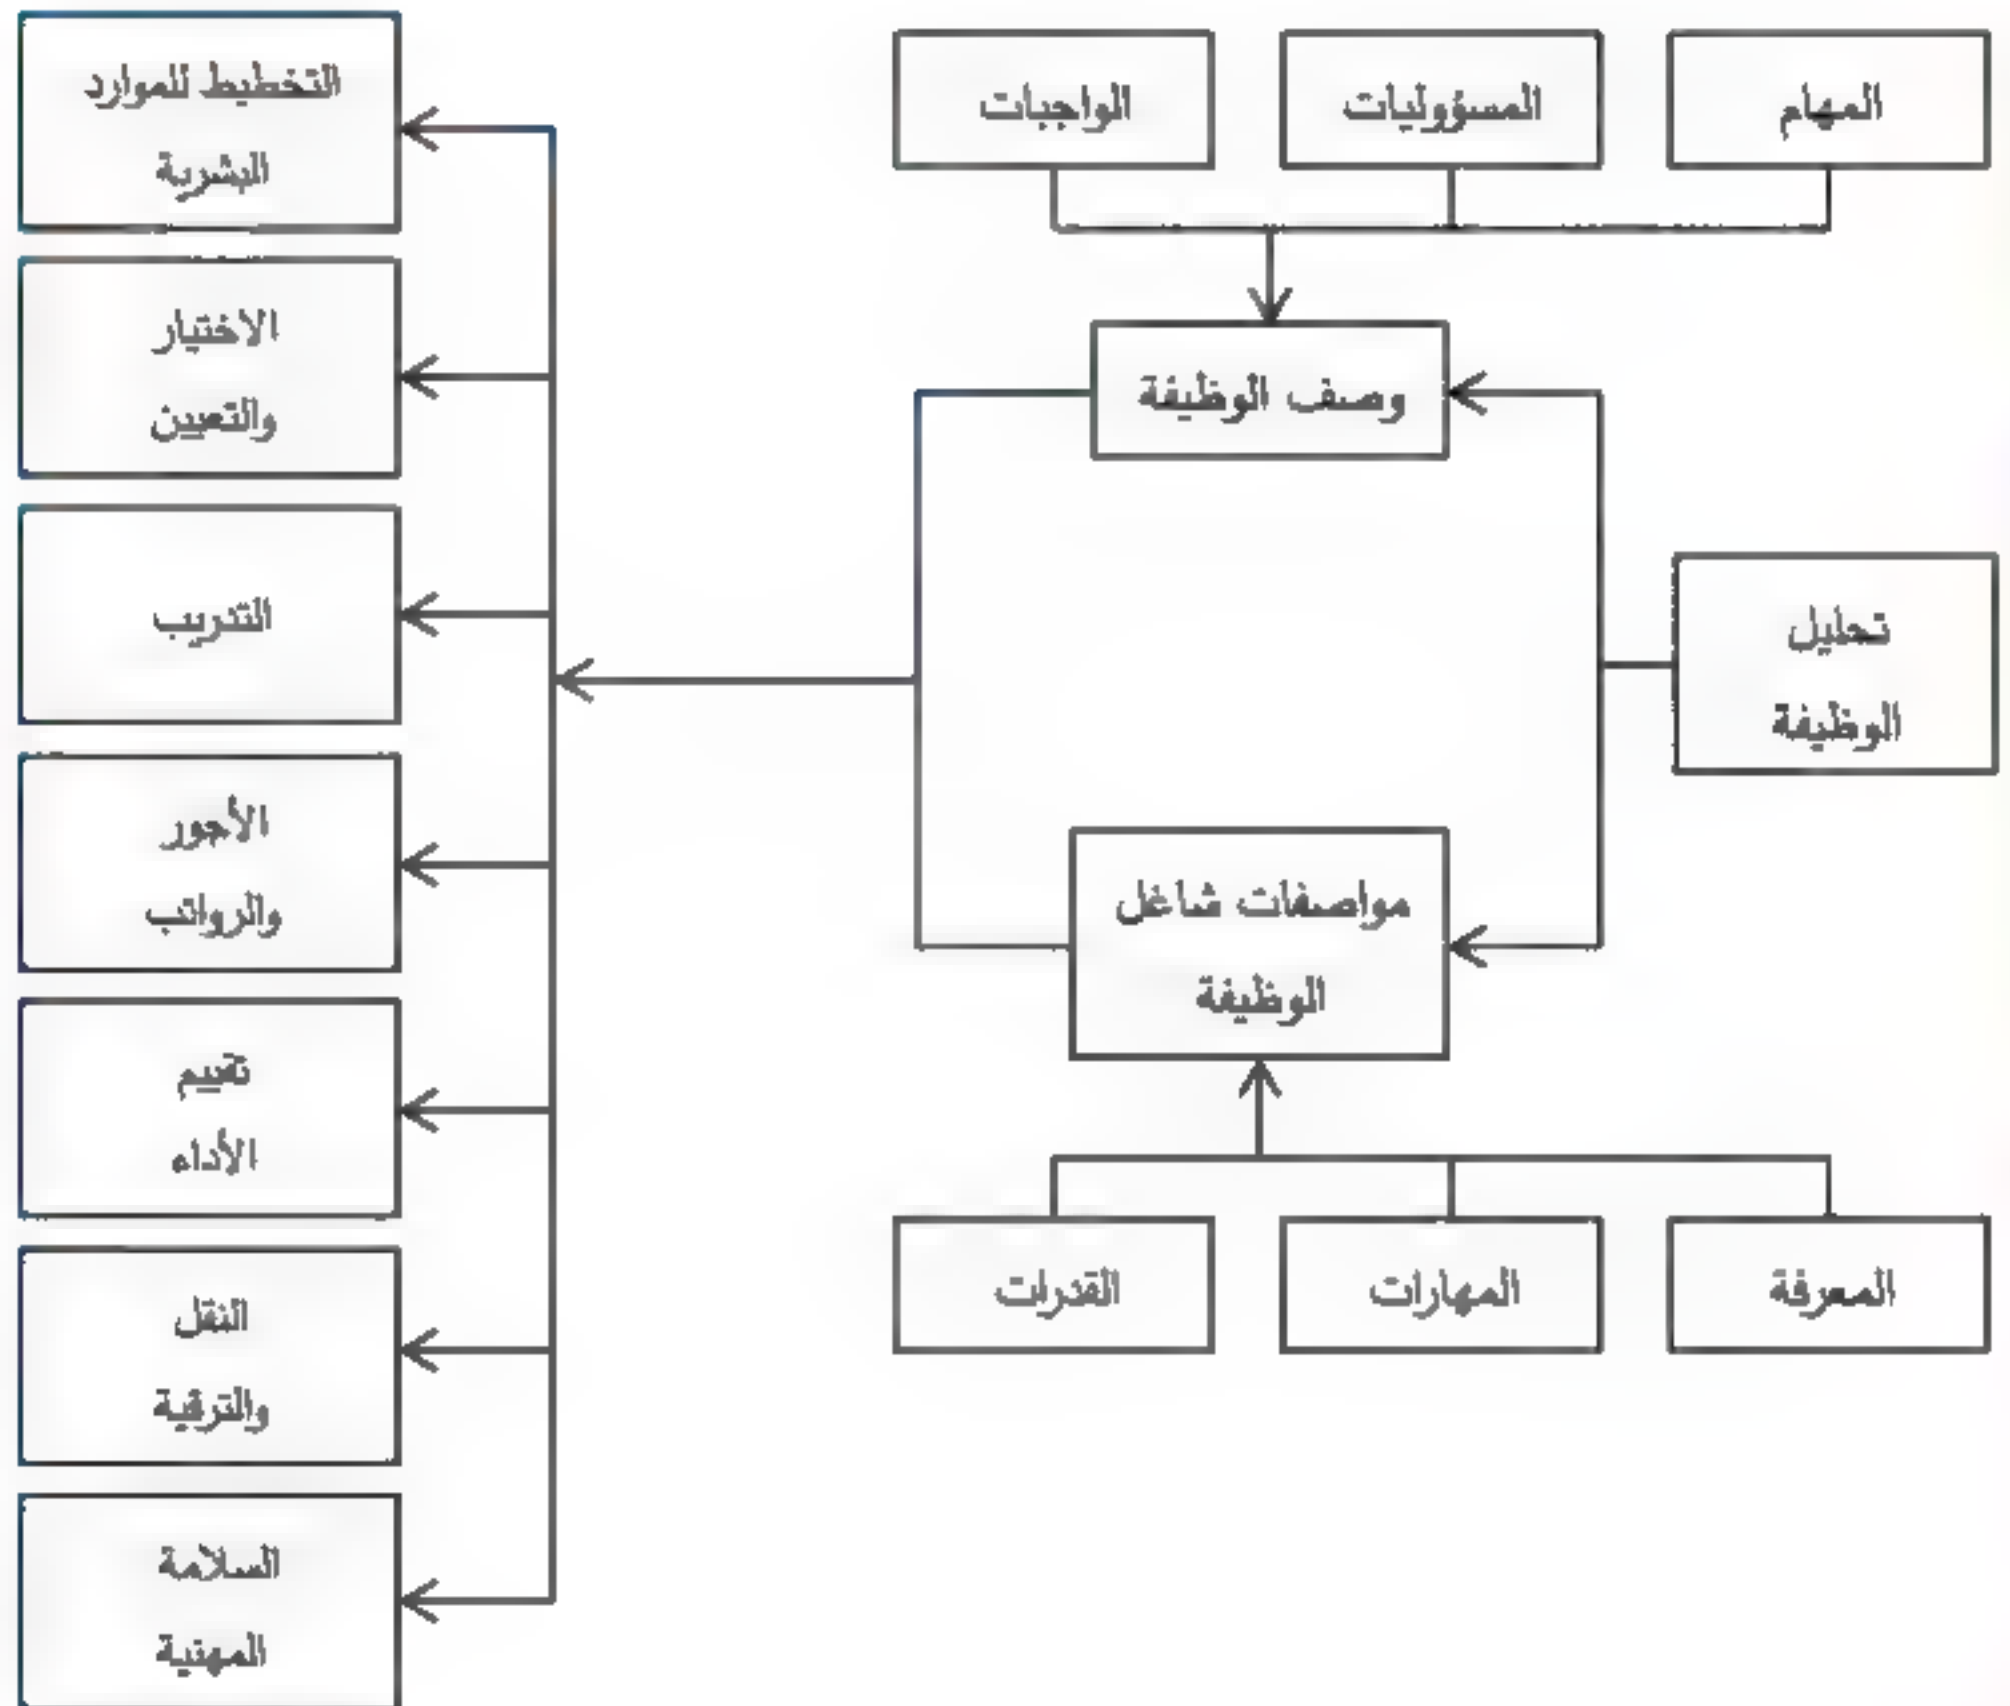 المهام
المسؤوليات
الواجبات
وصف الوظيفة
تحليل
الوظيفة
مواصفات شاغل
الوظيفة
المعرفة
المهارات
القدرات
التخطيط للموارد
البشرية
الاختيار
والتعيين
التدريب
الأجور
والرواتب
تقييم
الأداء
النقل
والترقية
السلامة
المهنية